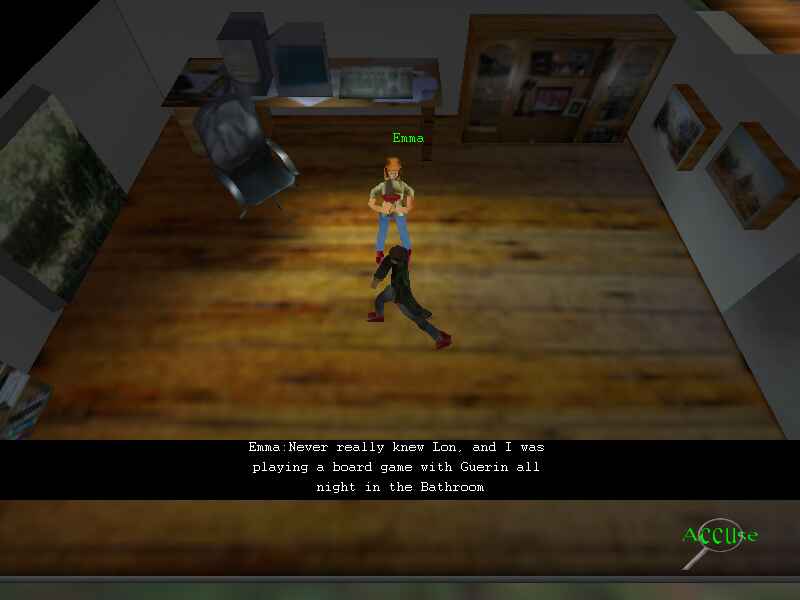 Emma
Emma:Never really knew Lon, and I was
playing a board game with Guerin all
night in the Bathroom
Accuse